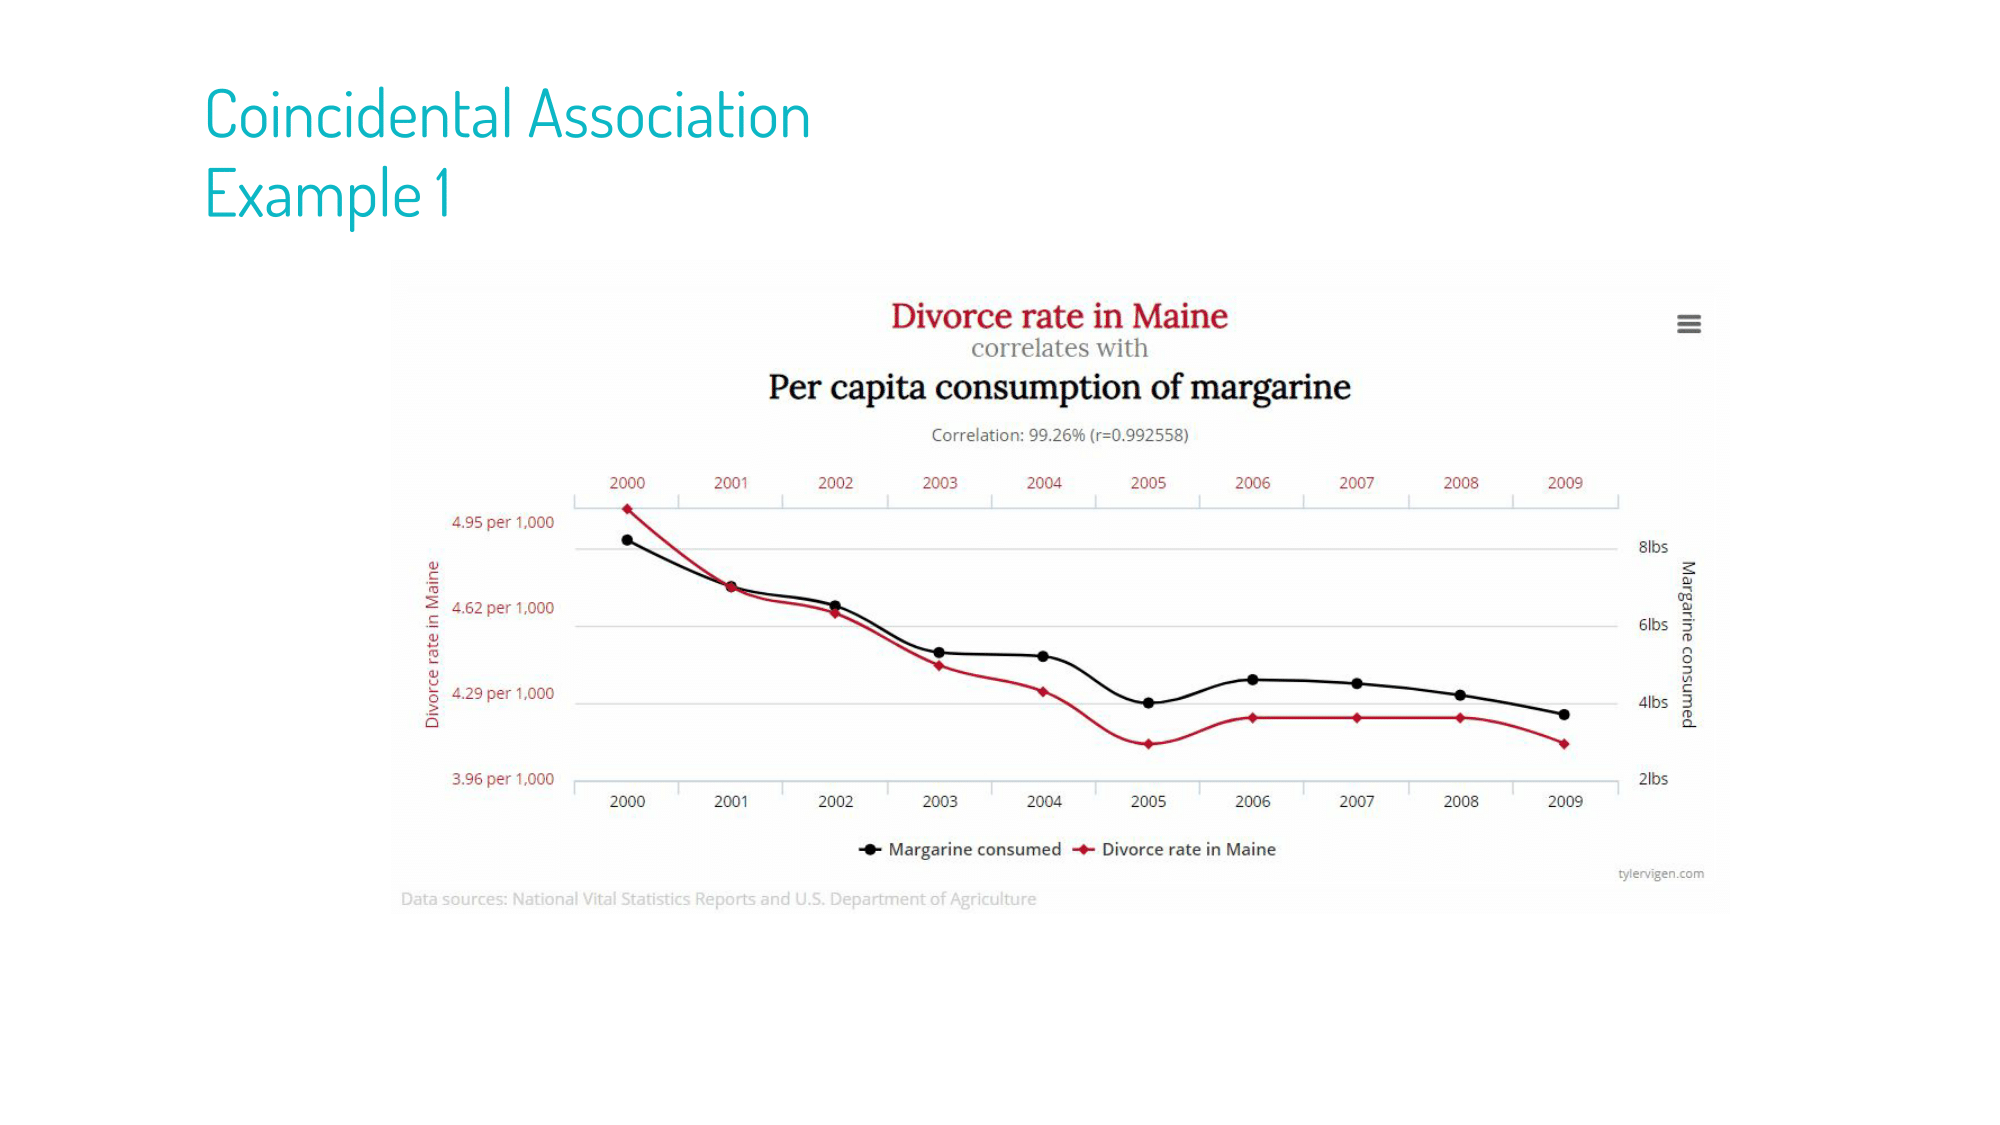 Coincidental Association
Example 1
Divorce rate in Maine
correlates with
Per capita consumption of margarine
Correlation: 99.26% (r=0.992558)
2000 2001 2002 2003 2004 2005 2006 2007 2008 2009
4.95 per 1,000
4.62 per 1,000
4.29 per 1,000
3.96 per 1,000
Divorce rate in Maine
8lbs
6lbs
4lbs
2lbs
Margarine consumed
2000 2001 2002 2003 2004 2005 2006 2007 2008 2009
Margarine consumed Divorce rate in Maine
tylervigen.com
Data sources: National Vital Statistics Reports and U.S. Department of Agriculture